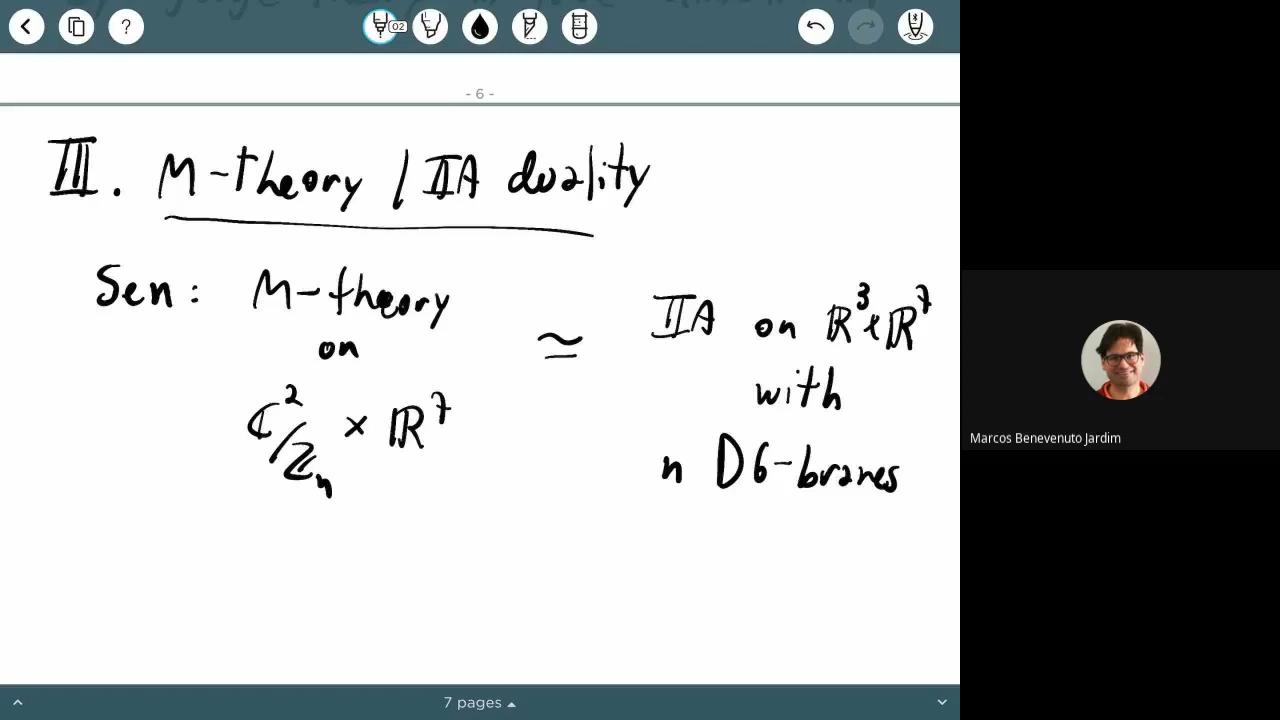 02
- 6 -
III. M-theory / IIA duality
Sen: M-theory
on
ℂ²/ℤₙ × ℝ⁷
≃
IIA on ℝ³×ℝ⁷
with
n D6-branes
Marcos Benevenuto Jardim
7 pages